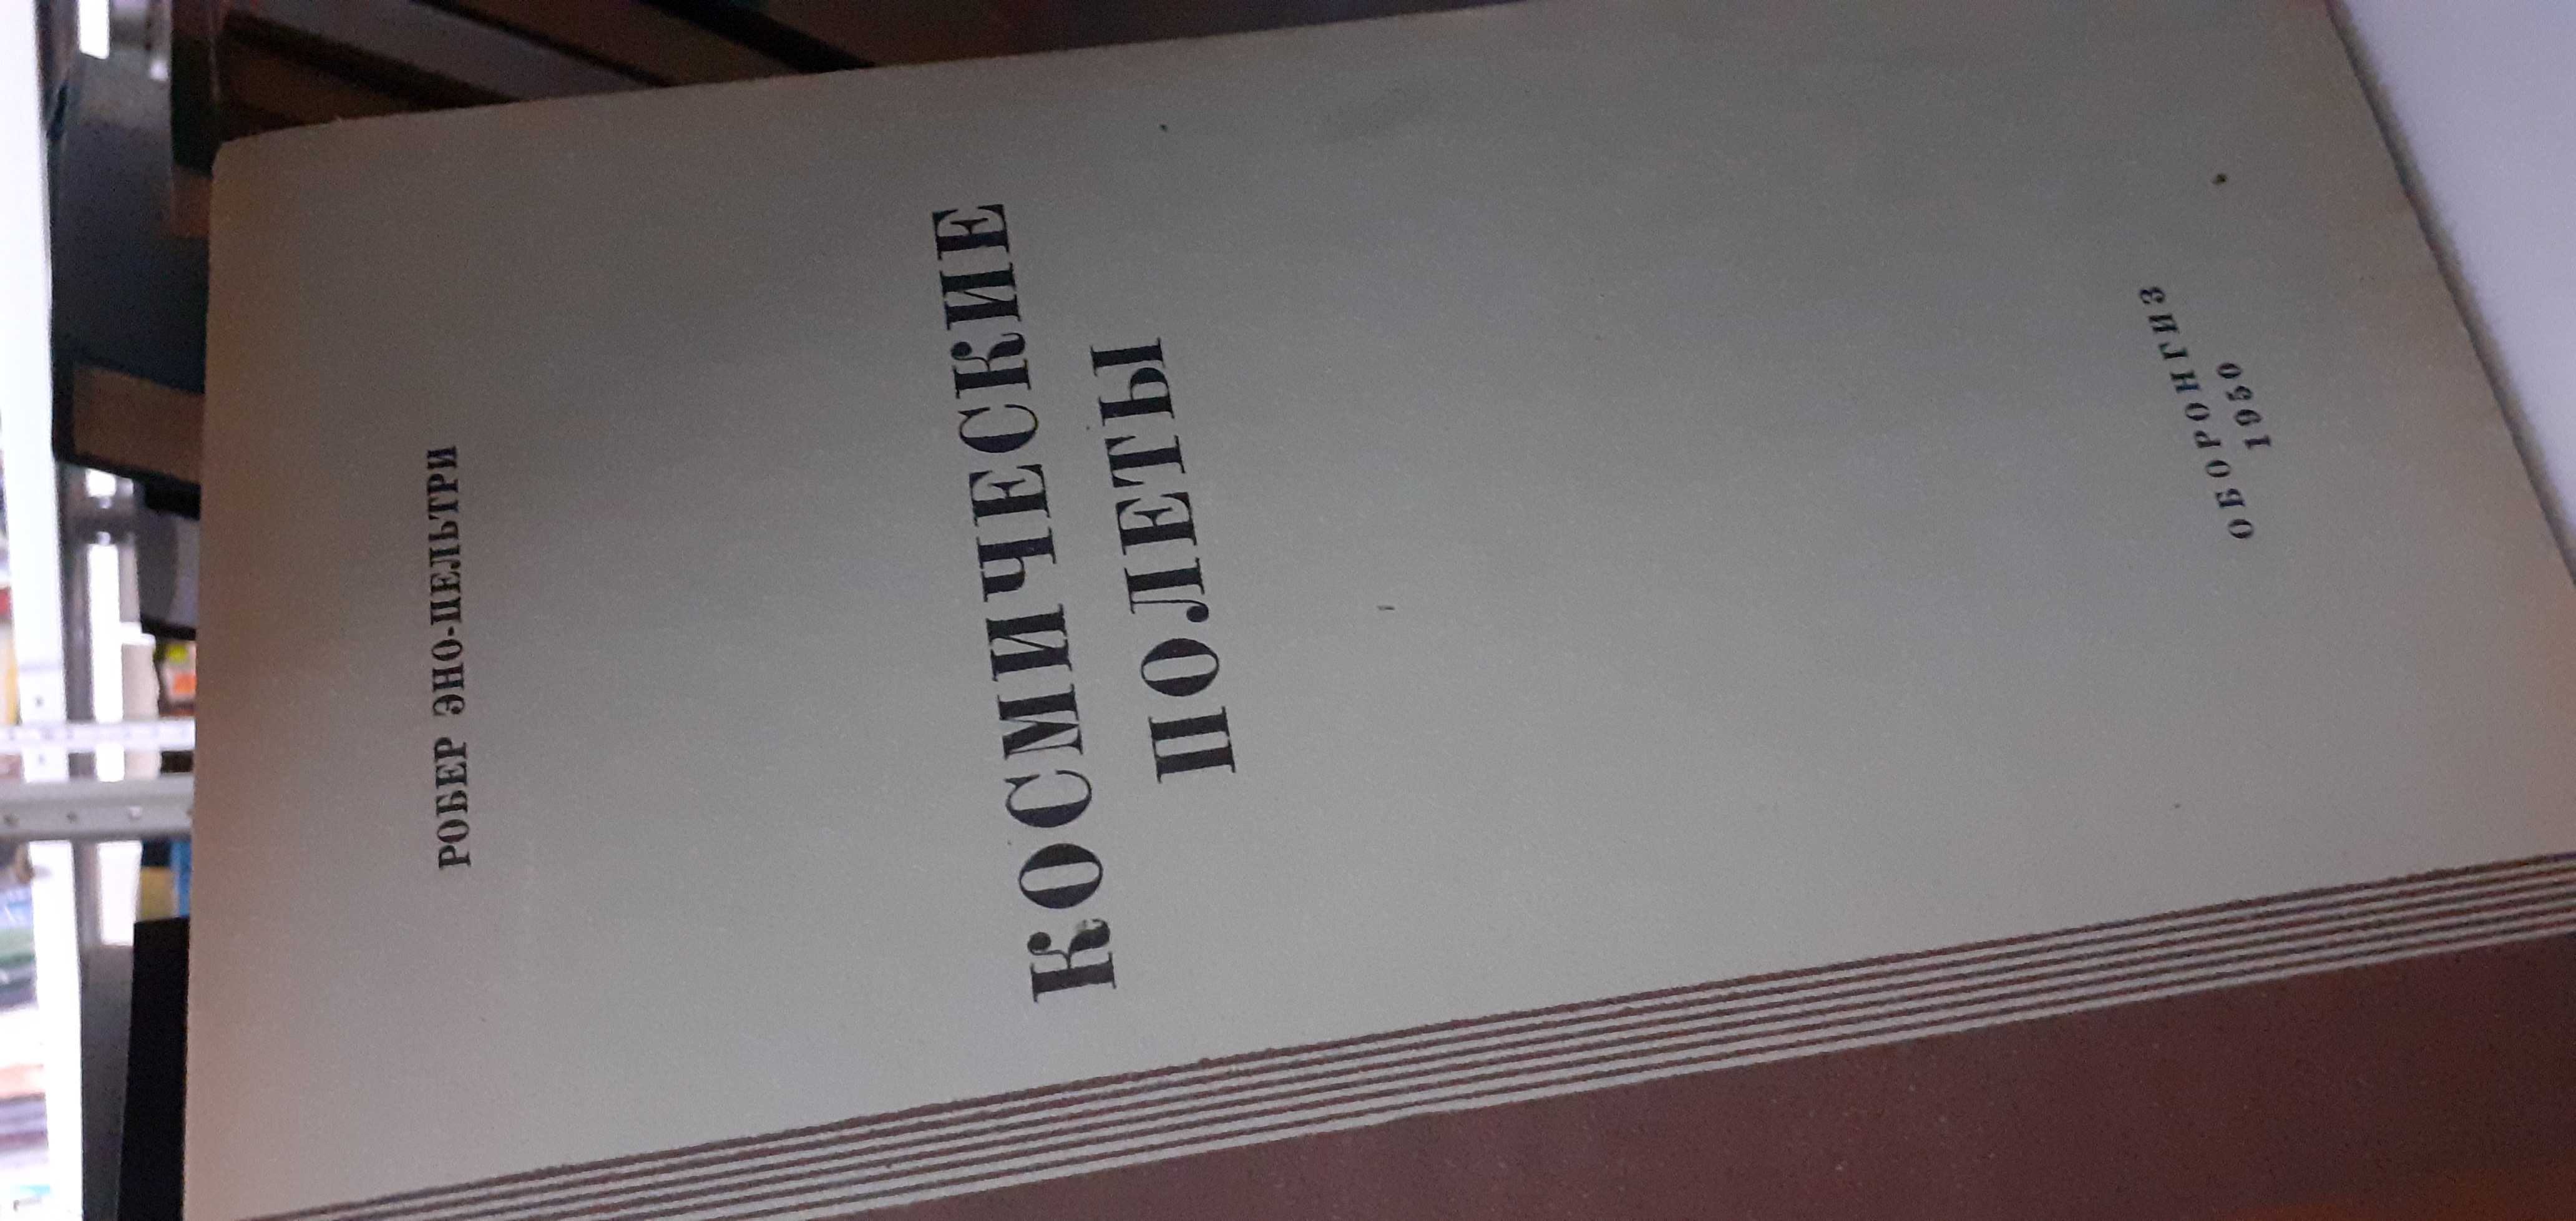 РОБЕР ЭНО-ПЕЛЬТРИ
КОСМИЧЕСКИЕ
ПОЛЕТЫ
ОБОРОНГИЗ
1950